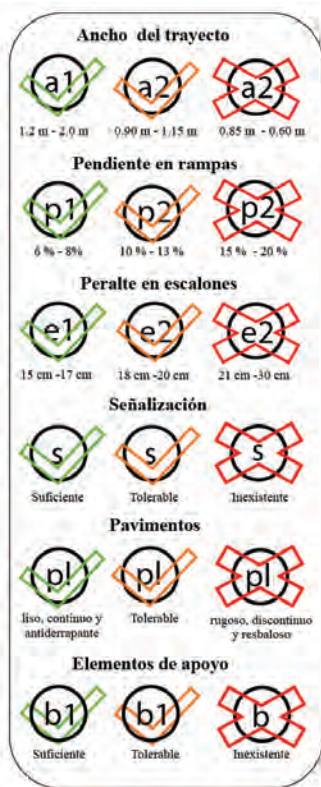 Ancho del trayecto
a1 a2 a2
1.2 m - 2.0 m 0.90 m - 1.15 m 0.85 m - 0.60 m
Pendiente en rampas
p1 p2 p2
6 % - 8% 10 % - 13 % 15 % - 20 %
Peralte en escalones
e1 e2 e2
15 cm -17 cm 18 cm -20 cm 21 cm -30 cm
Señalización
s s s
Suficiente Tolerable Inexistente
Pavimentos
pl pl pl
liso, continuo y Tolerable rugoso, discontinuo
antiderrapante y resbaloso
Elementos de apoyo
b1 b1 b
Suficiente Tolerable Inexistente